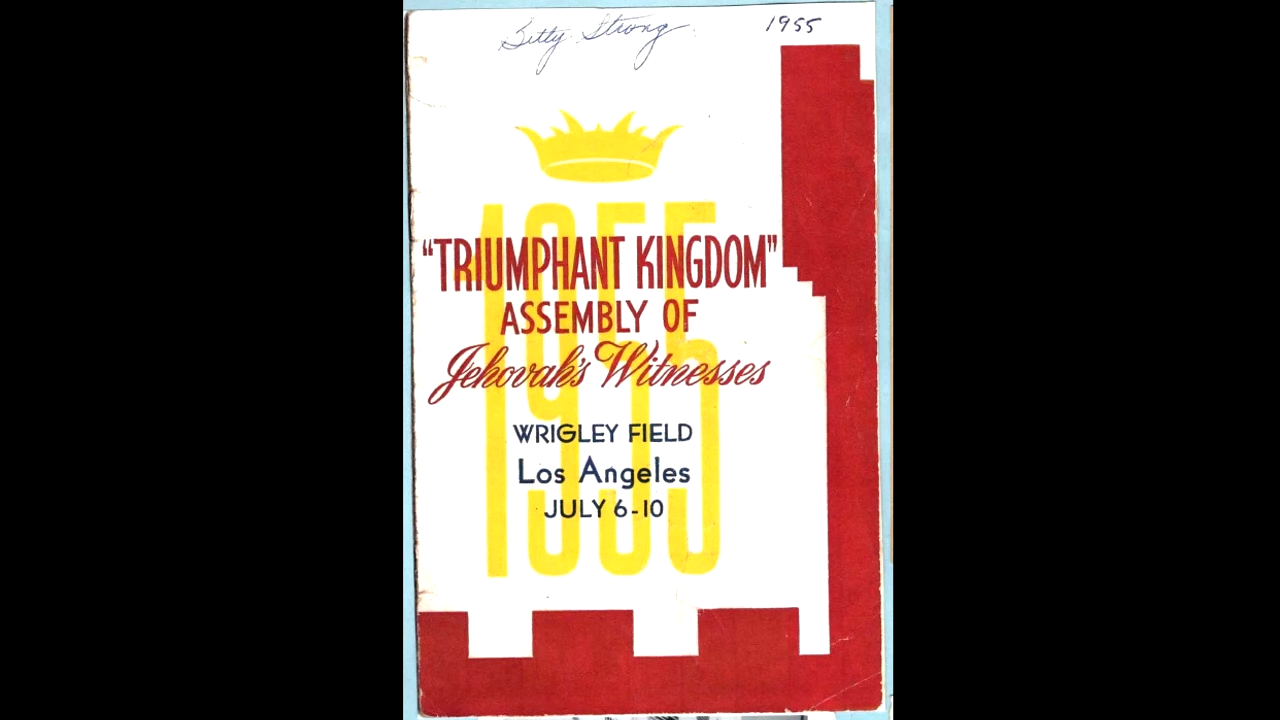 Betty Strong 1955
1955
"TRIUMPHANT KINGDOM"
ASSEMBLY OF
Jehovah's Witnesses
WRIGLEY FIELD
Los Angeles
JULY 6-10